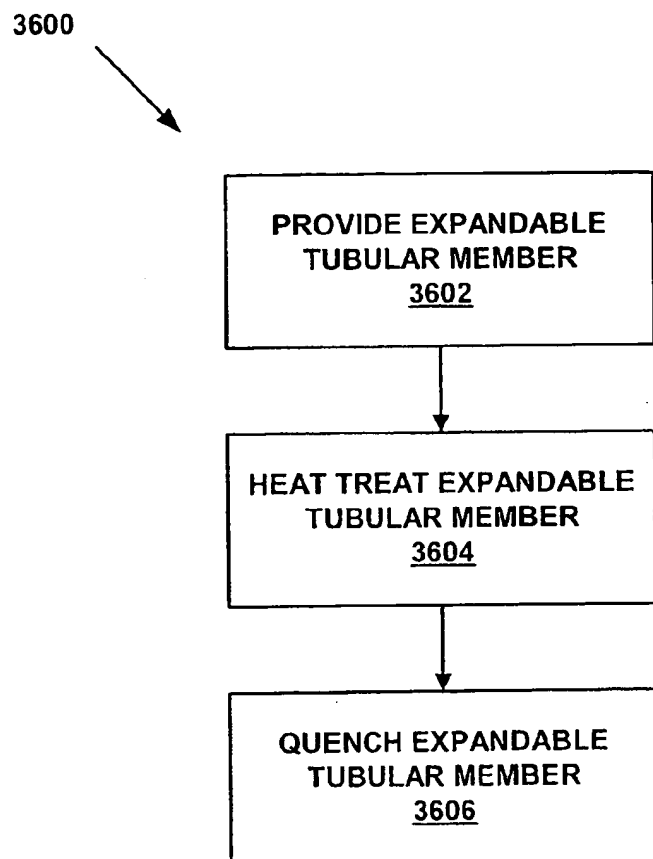 3600
PROVIDE EXPANDABLE
TUBULAR MEMBER
3602
HEAT TREAT EXPANDABLE
TUBULAR MEMBER
3604
QUENCH EXPANDABLE
TUBULAR MEMBER
3606